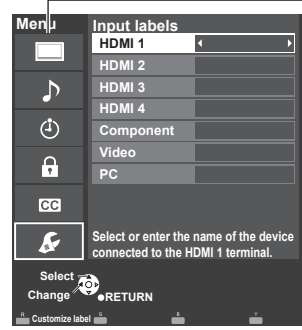 Menu
Input labels
HDMI 1
HDMI 2
HDMI 3
HDMI 4
Component
Video
PC
CC
Select or enter the name of the device
connected to the HDMI 1 terminal.
Select
Change
RETURN
R
Customize label
G
B
Y